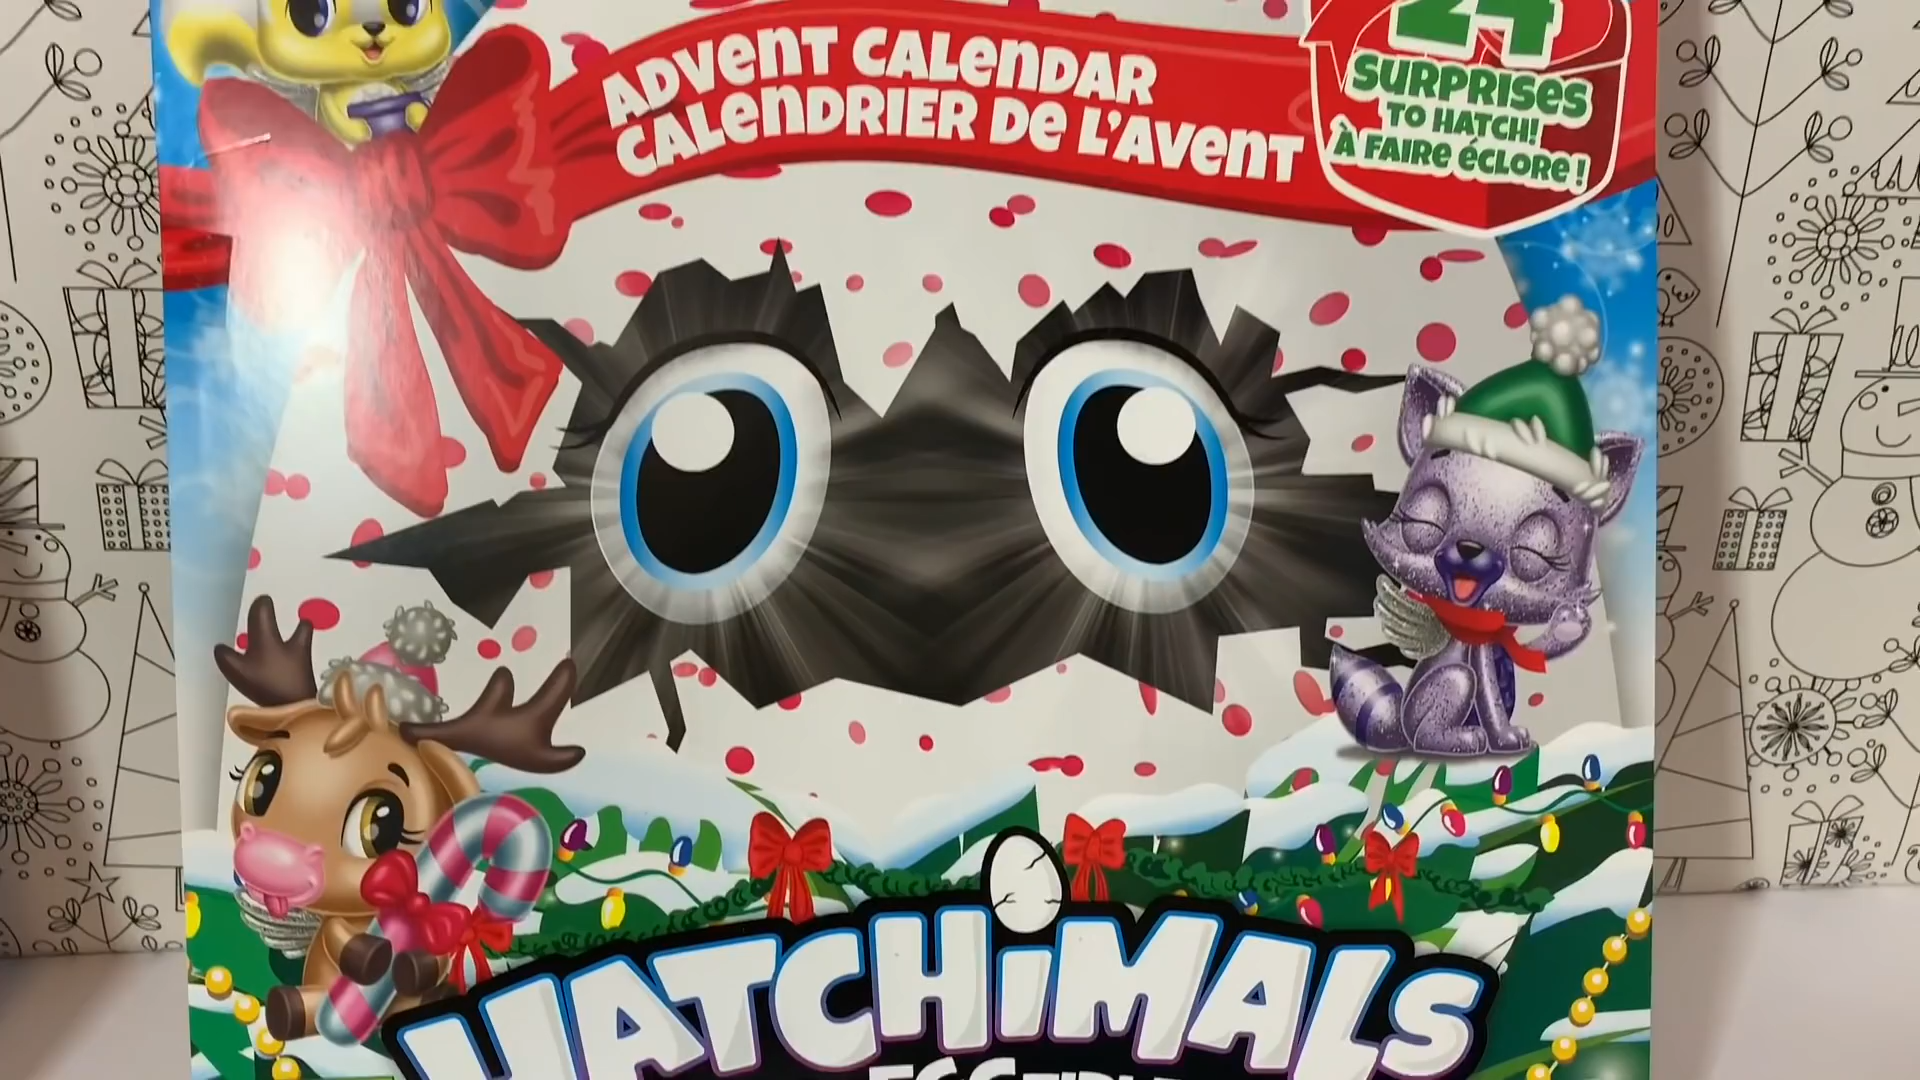 ADVENT CALENDAR
CALENDRIER DE L'AVENT
24
SURPRISES
TO HATCH!
À FAIRE ÉCLORE !
HATCHiMALS